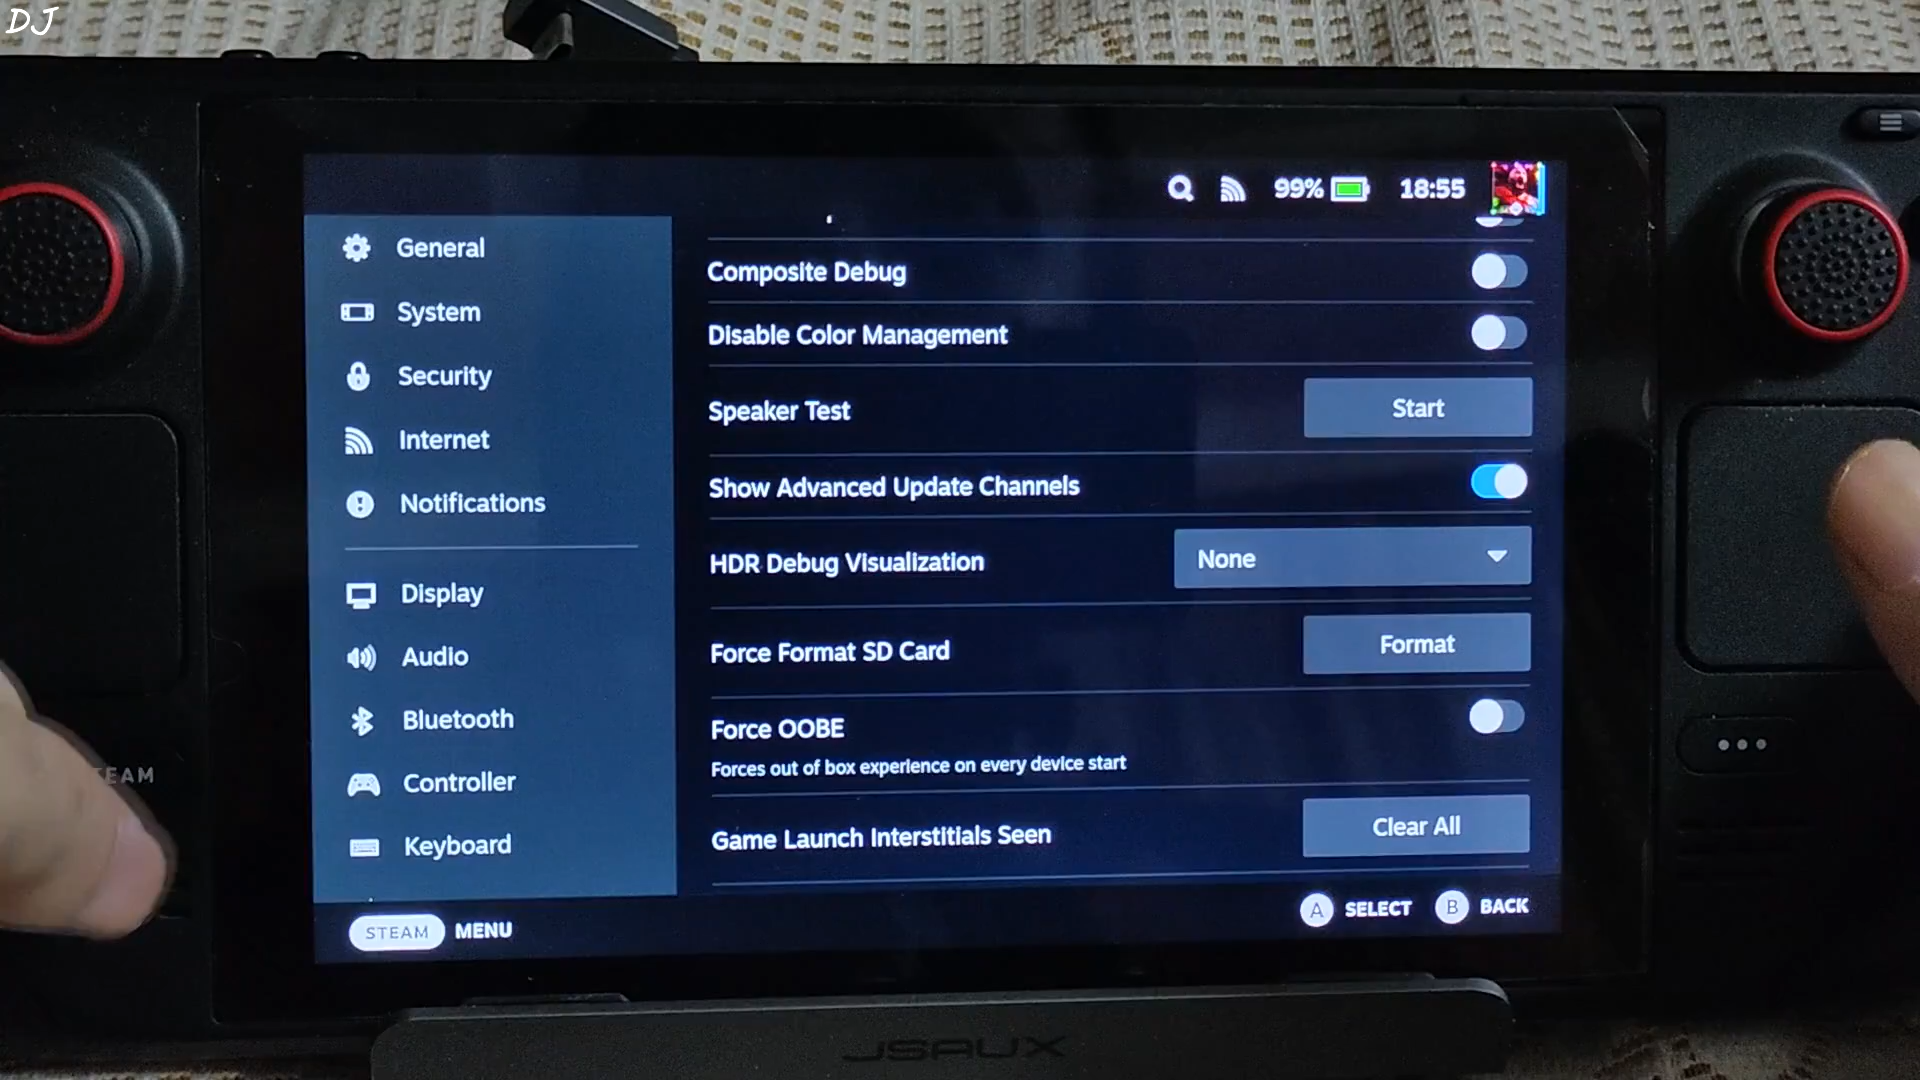 DJ
99% 18:55
General
System
Security
Internet
Notifications
Display
Audio
Bluetooth
Controller
Keyboard
Composite Debug
Disable Color Management
Speaker Test Start
Show Advanced Update Channels
HDR Debug Visualization None
Force Format SD Card Format
Force OOBE
Forces out of box experience on every device start
Game Launch Interstitials Seen Clear All
STEAM MENU A SELECT B BACK
TEAM
JSAUX